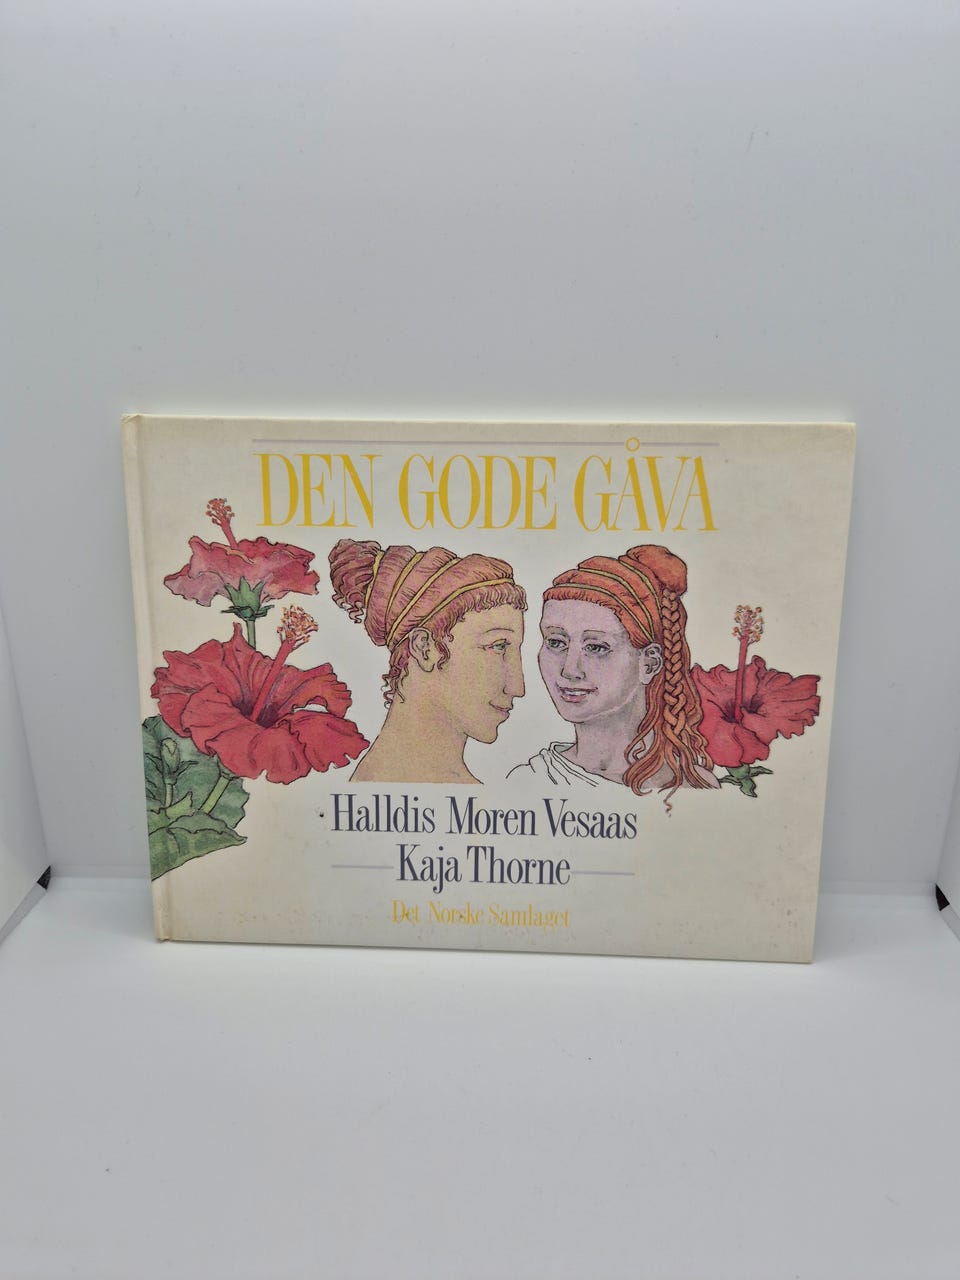 DEN GODE GÅVA
Halldis Moren Vesaas
Kaja Thorne
Det Norske Samlaget